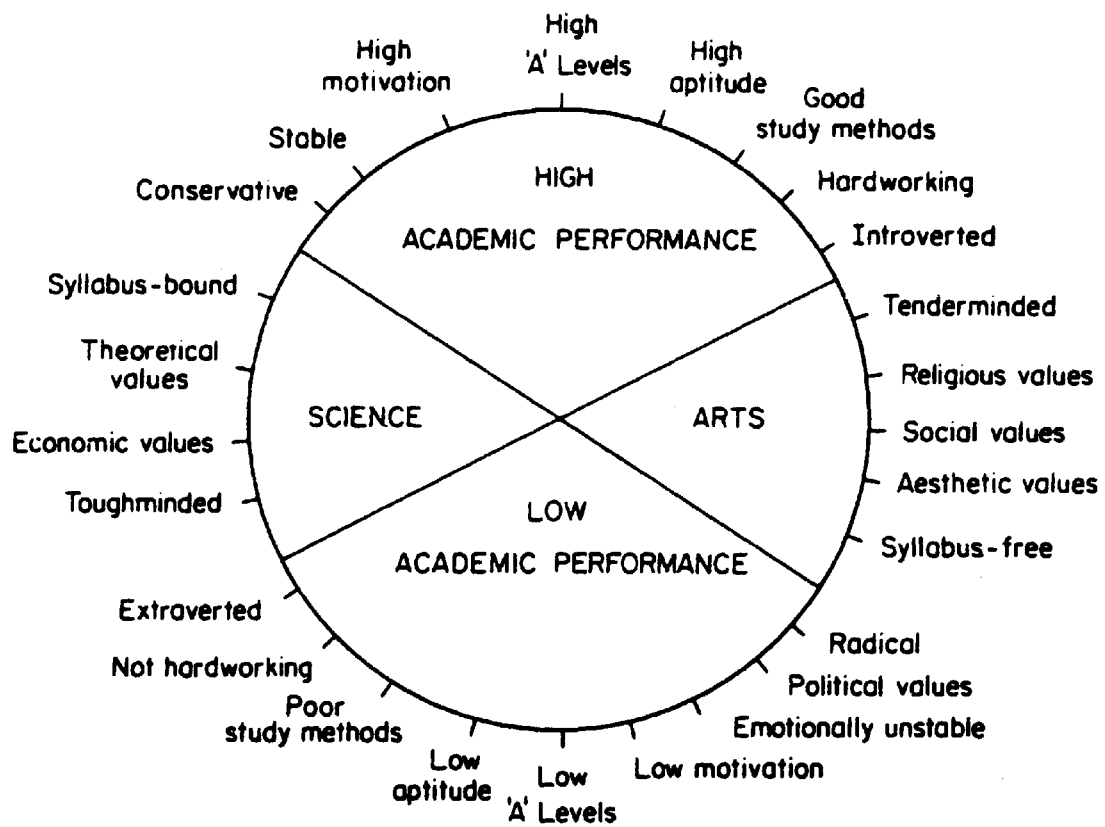 High
'A' Levels
High
motivation
High
aptitude
Good
study methods
Stable
Hardworking
Conservative
Introverted
HIGH
ACADEMIC PERFORMANCE
Syllabus-bound
Tenderminded
Theoretical
values
Religious values
SCIENCE
ARTS
Economic values
Social values
Toughminded
Aesthetic values
LOW
ACADEMIC PERFORMANCE
Syllabus-free
Extraverted
Radical
Not hardworking
Political values
Poor
study methods
Emotionally unstable
Low
aptitude
Low
'A' Levels
Low motivation